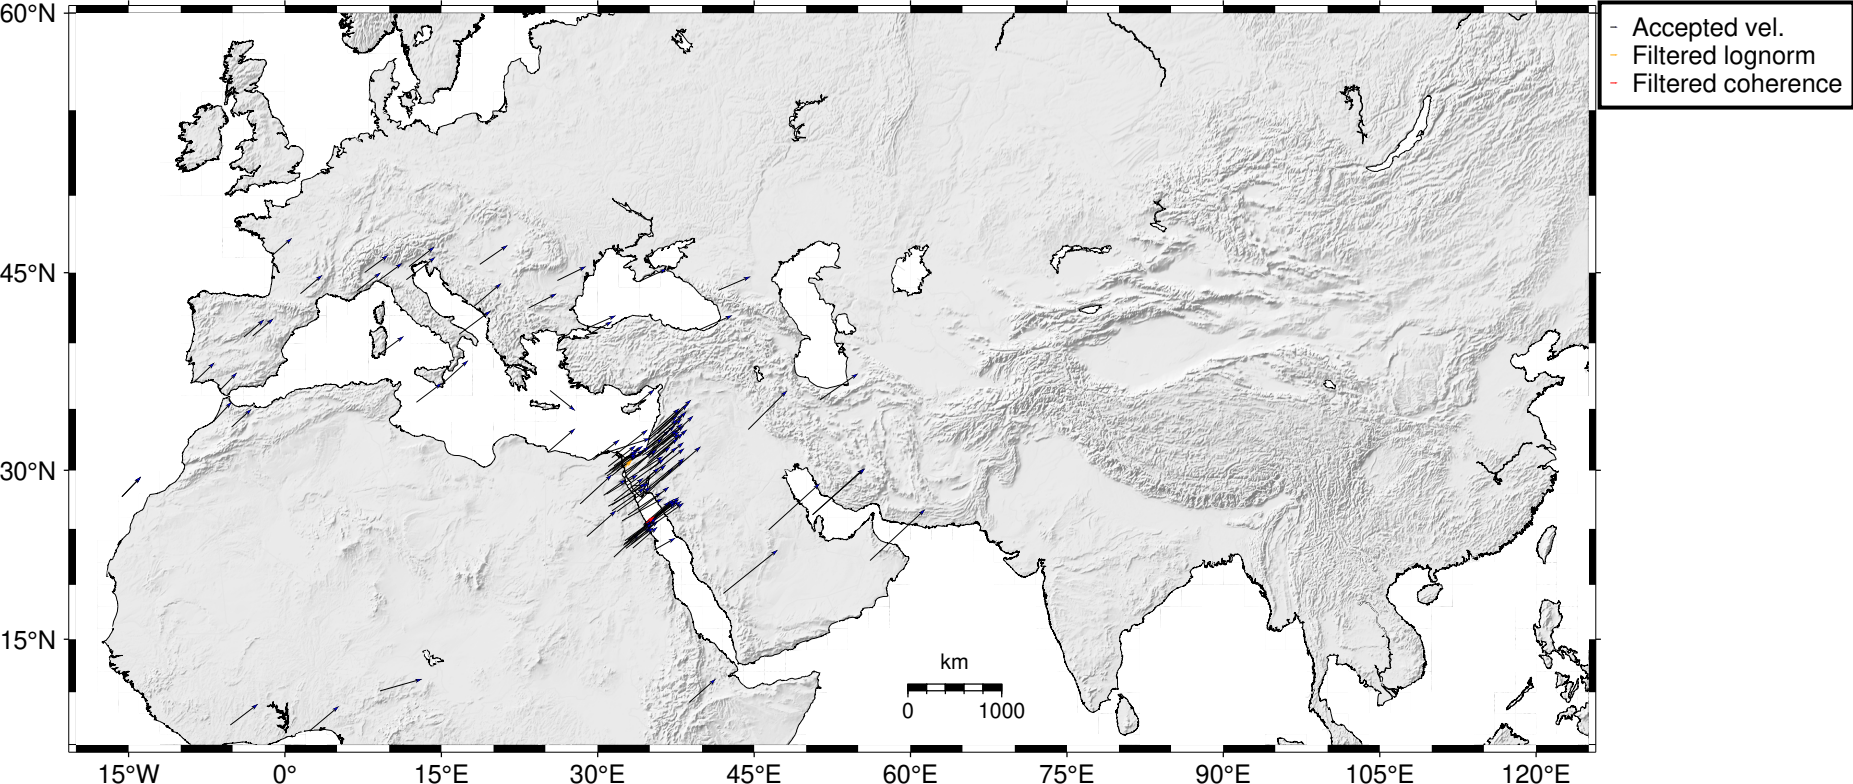 60°N
45°N
30°N
15°N
15°W
0°
15°E
30°E
45°E
60°E
75°E
90°E
105°E
120°E
km
0
1000
Accepted vel.
Filtered lognorm
Filtered coherence